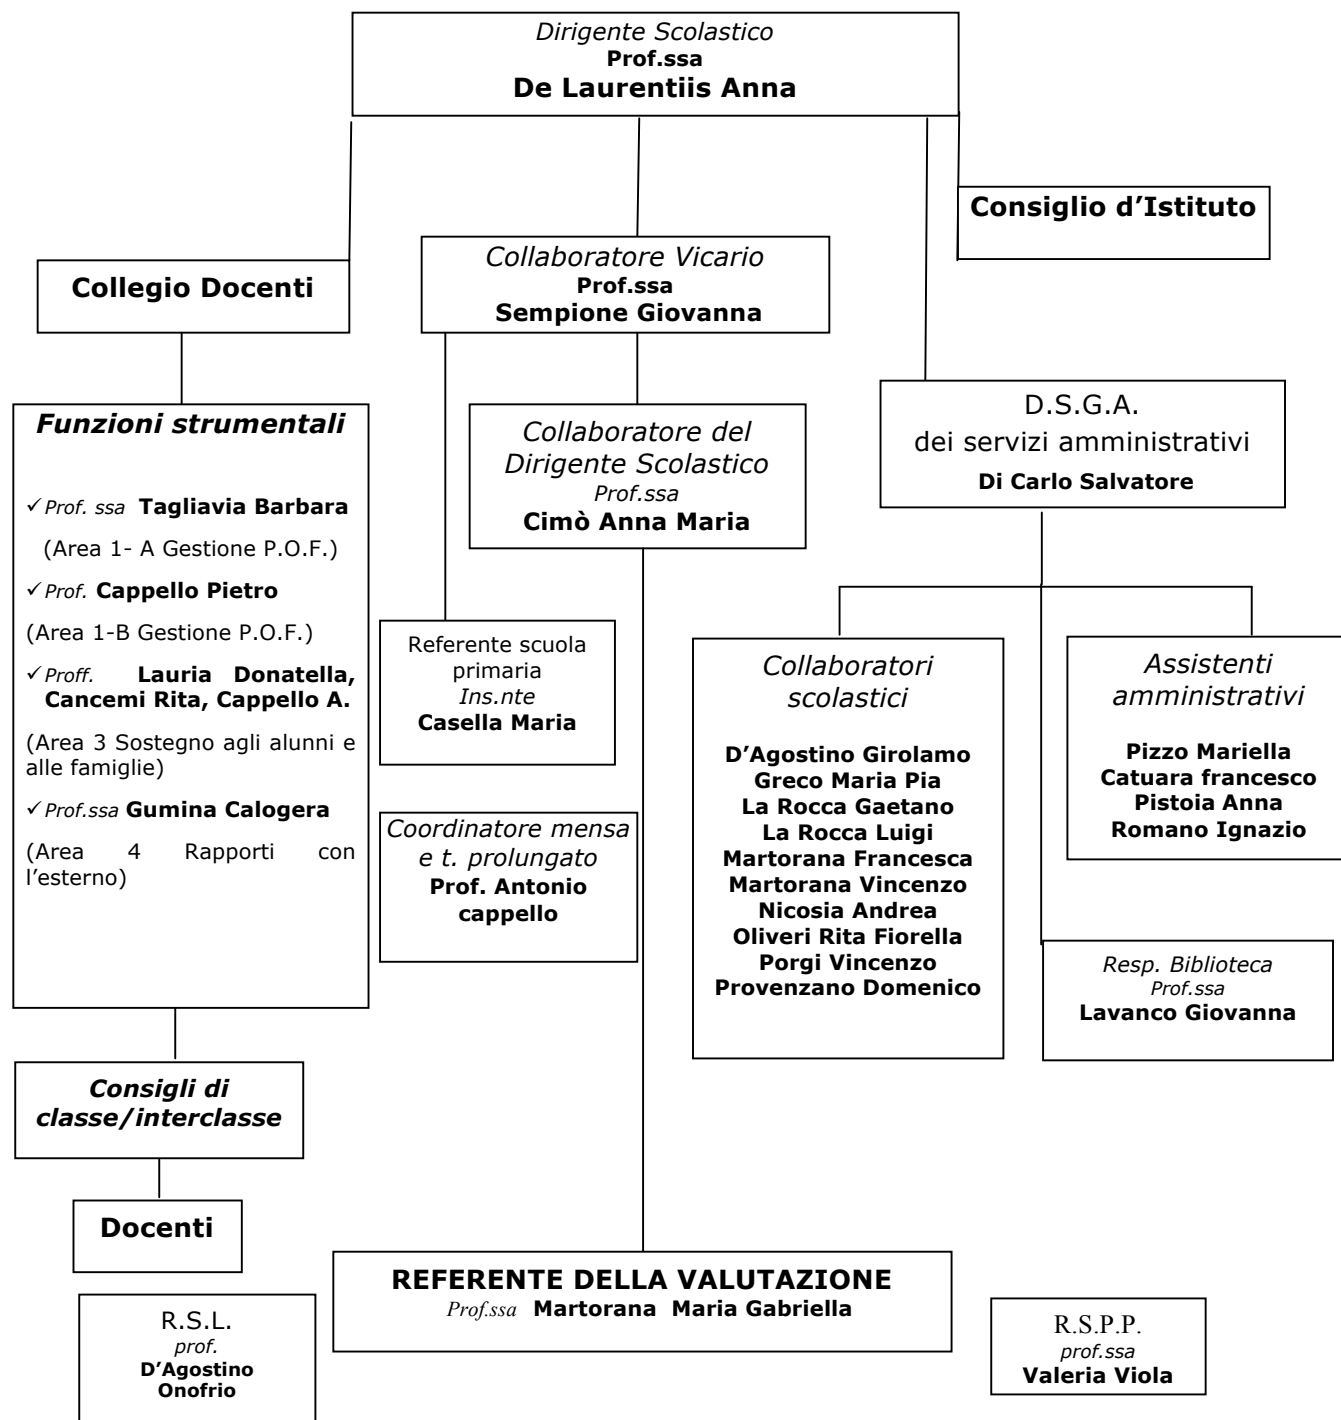 Dirigente Scolastico
Prof.ssa
De Laurentiis Anna
Consiglio d’Istituto
Collegio Docenti
Collaboratore Vicario
Prof.ssa
Sempione Giovanna
Funzioni strumentali
✓Prof. ssa Tagliavia Barbara
(Area 1- A Gestione P.O.F.)
✓Prof. Cappello Pietro
(Area 1-B Gestione P.O.F.)
✓Proff. Lauria Donatella,
Cancemi Rita, Cappello A.
(Area 3 Sostegno agli alunni e
alle famiglie)
✓Prof.ssa Gumina Calogera
(Area 4 Rapporti con
l’esterno)
Collaboratore del
Dirigente Scolastico
Prof.ssa
Cimò Anna Maria
D.S.G.A.
dei servizi amministrativi
Di Carlo Salvatore
Referente scuola
primaria
Ins.nte
Casella Maria
Coordinatore mensa
e t. prolungato
Prof. Antonio
cappello
Collaboratori
scolastici
D’Agostino Girolamo
Greco Maria Pia
La Rocca Gaetano
La Rocca Luigi
Martorana Francesca
Martorana Vincenzo
Nicosia Andrea
Oliveri Rita Fiorella
Porgi Vincenzo
Provenzano Domenico
Assistenti
amministrativi
Pizzo Mariella
Catuara francesco
Pistoia Anna
Romano Ignazio
Resp. Biblioteca
Prof.ssa
Lavanco Giovanna
Consigli di
classe/interclasse
Docenti
REFERENTE DELLA VALUTAZIONE
Prof.ssa Martorana Maria Gabriella
R.S.L.
prof.
D’Agostino
Onofrio
R.S.P.P.
prof.ssa
Valeria Viola